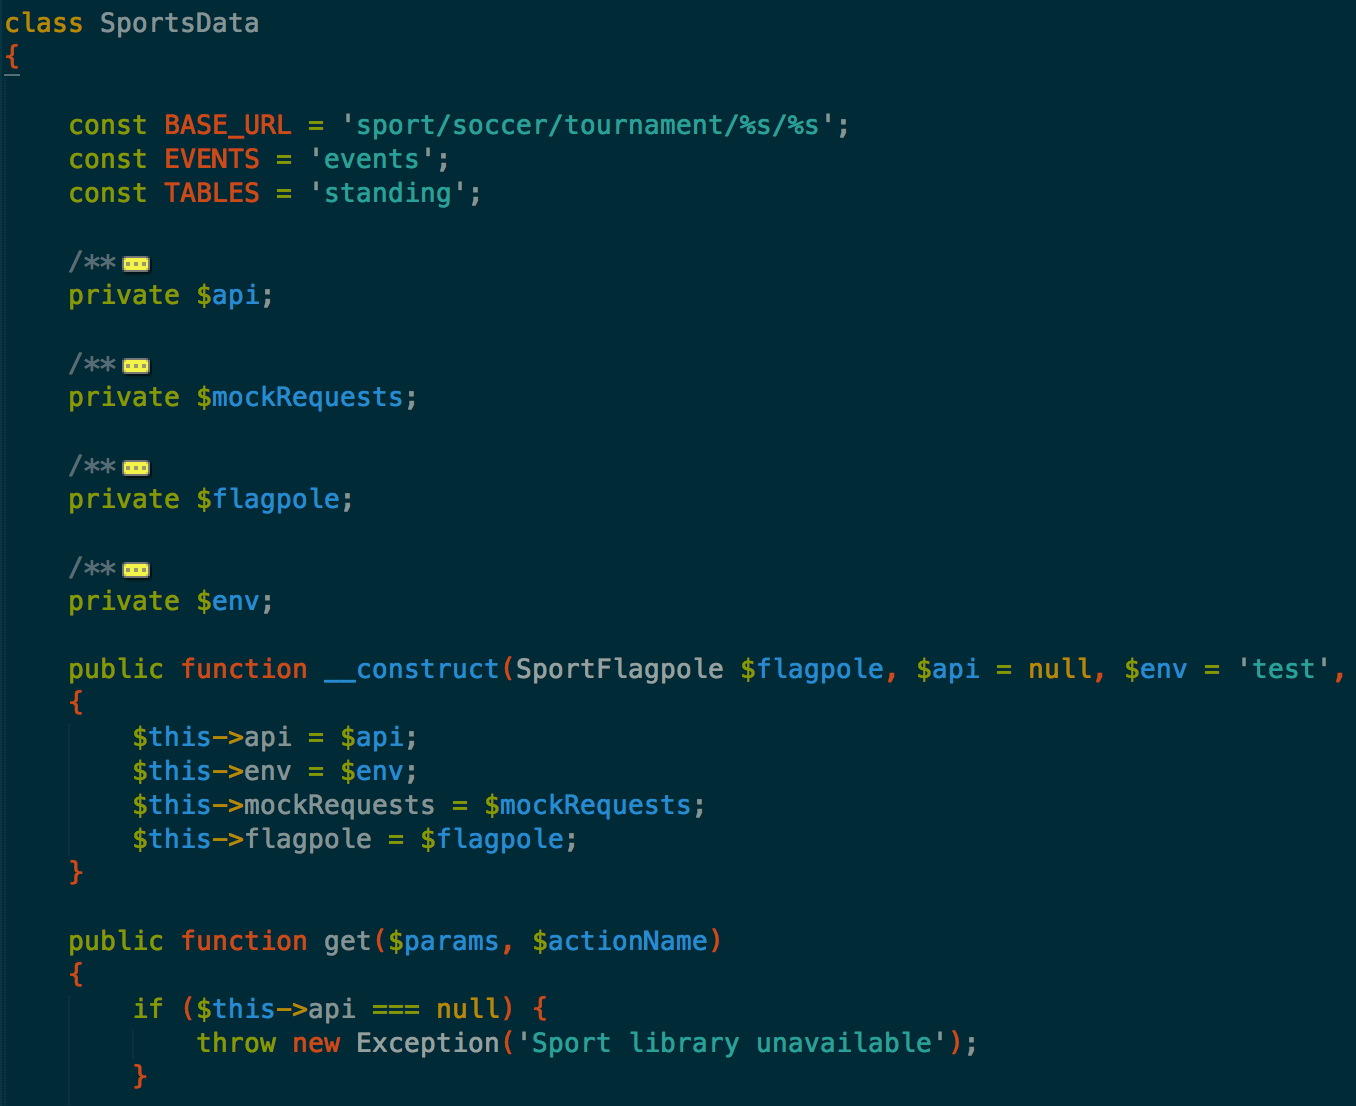 class SportsData
{
    const BASE_URL = 'sport/soccer/tournament/%s/%s';
    const EVENTS = 'events';
    const TABLES = 'standing';
    /**
    private $api;
    /**
    private $mockRequests;
    /**
    private $flagpole;
    /**
    private $env;
    public function __construct(SportFlagpole $flagpole, $api = null, $env = 'test',
    {
        $this->api = $api;
        $this->env = $env;
        $this->mockRequests = $mockRequests;
        $this->flagpole = $flagpole;
    }
    public function get($params, $actionName)
    {
        if ($this->api === null) {
            throw new Exception('Sport library unavailable');
        }